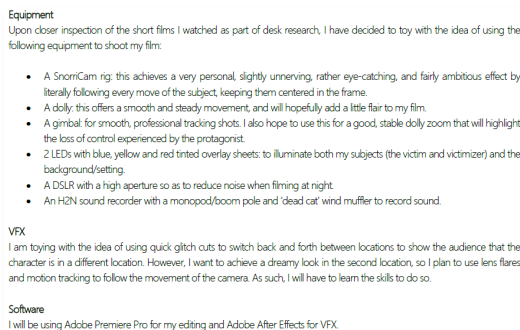 Equipment
Upon closer inspection of the short films I watched as part of desk research, I have decided to toy with the idea of using the
following equipment to shoot my film:
• A SnorriCam rig: this achieves a very personal, slightly unnerving, rather eye-catching, and fairly ambitious effect by
literally following every move of the subject, keeping them centered in the frame.
• A dolly: this offers a smooth and steady movement, and will hopefully add a little flair to my film.
• A gimbal: for smooth, professional tracking shots. I also hope to use this for a good, stable dolly zoom that will highlight
the loss of control experienced by the protagonist.
• 2 LEDs with blue, yellow and red tinted overlay sheets: to illuminate both my subjects (the victim and victimizer) and the
background/setting.
• A DSLR with a high aperture so as to reduce noise when filming at night.
• An H2N sound recorder with a monopod/boom pole and 'dead cat' wind muffler to record sound.
VFX
I am toying with the idea of using quick glitch cuts to switch back and forth between locations to show the audience that the
character is in a different location. However, I want to achieve a dreamy look in the second location, so I plan to use lens flares
and motion tracking to follow the movement of the camera. As such, I will have to learn the skills to do so.
Software
I will be using Adobe Premiere Pro for my editing and Adobe After Effects for VFX.